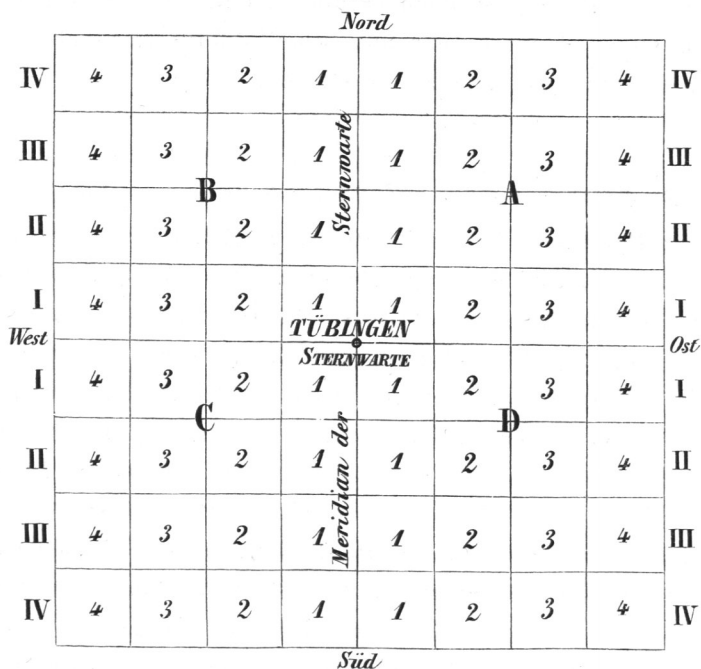 Nord
IV 4 3 2 1 1 2 3 4 IV
III 4 3 2 1 1 2 3 4 III
B A
II 4 3 2 1 1 2 3 4 II
I 4 3 2 1 1 2 3 4 I
TÜBINGEN
West Ost
STERNWARTE
I 4 3 2 1 1 2 3 4 I
C D
II 4 3 2 1 1 2 3 4 II
III 4 3 2 1 1 2 3 4 III
IV 4 3 2 1 1 2 3 4 IV
Meridian der Sternwarte
Süd